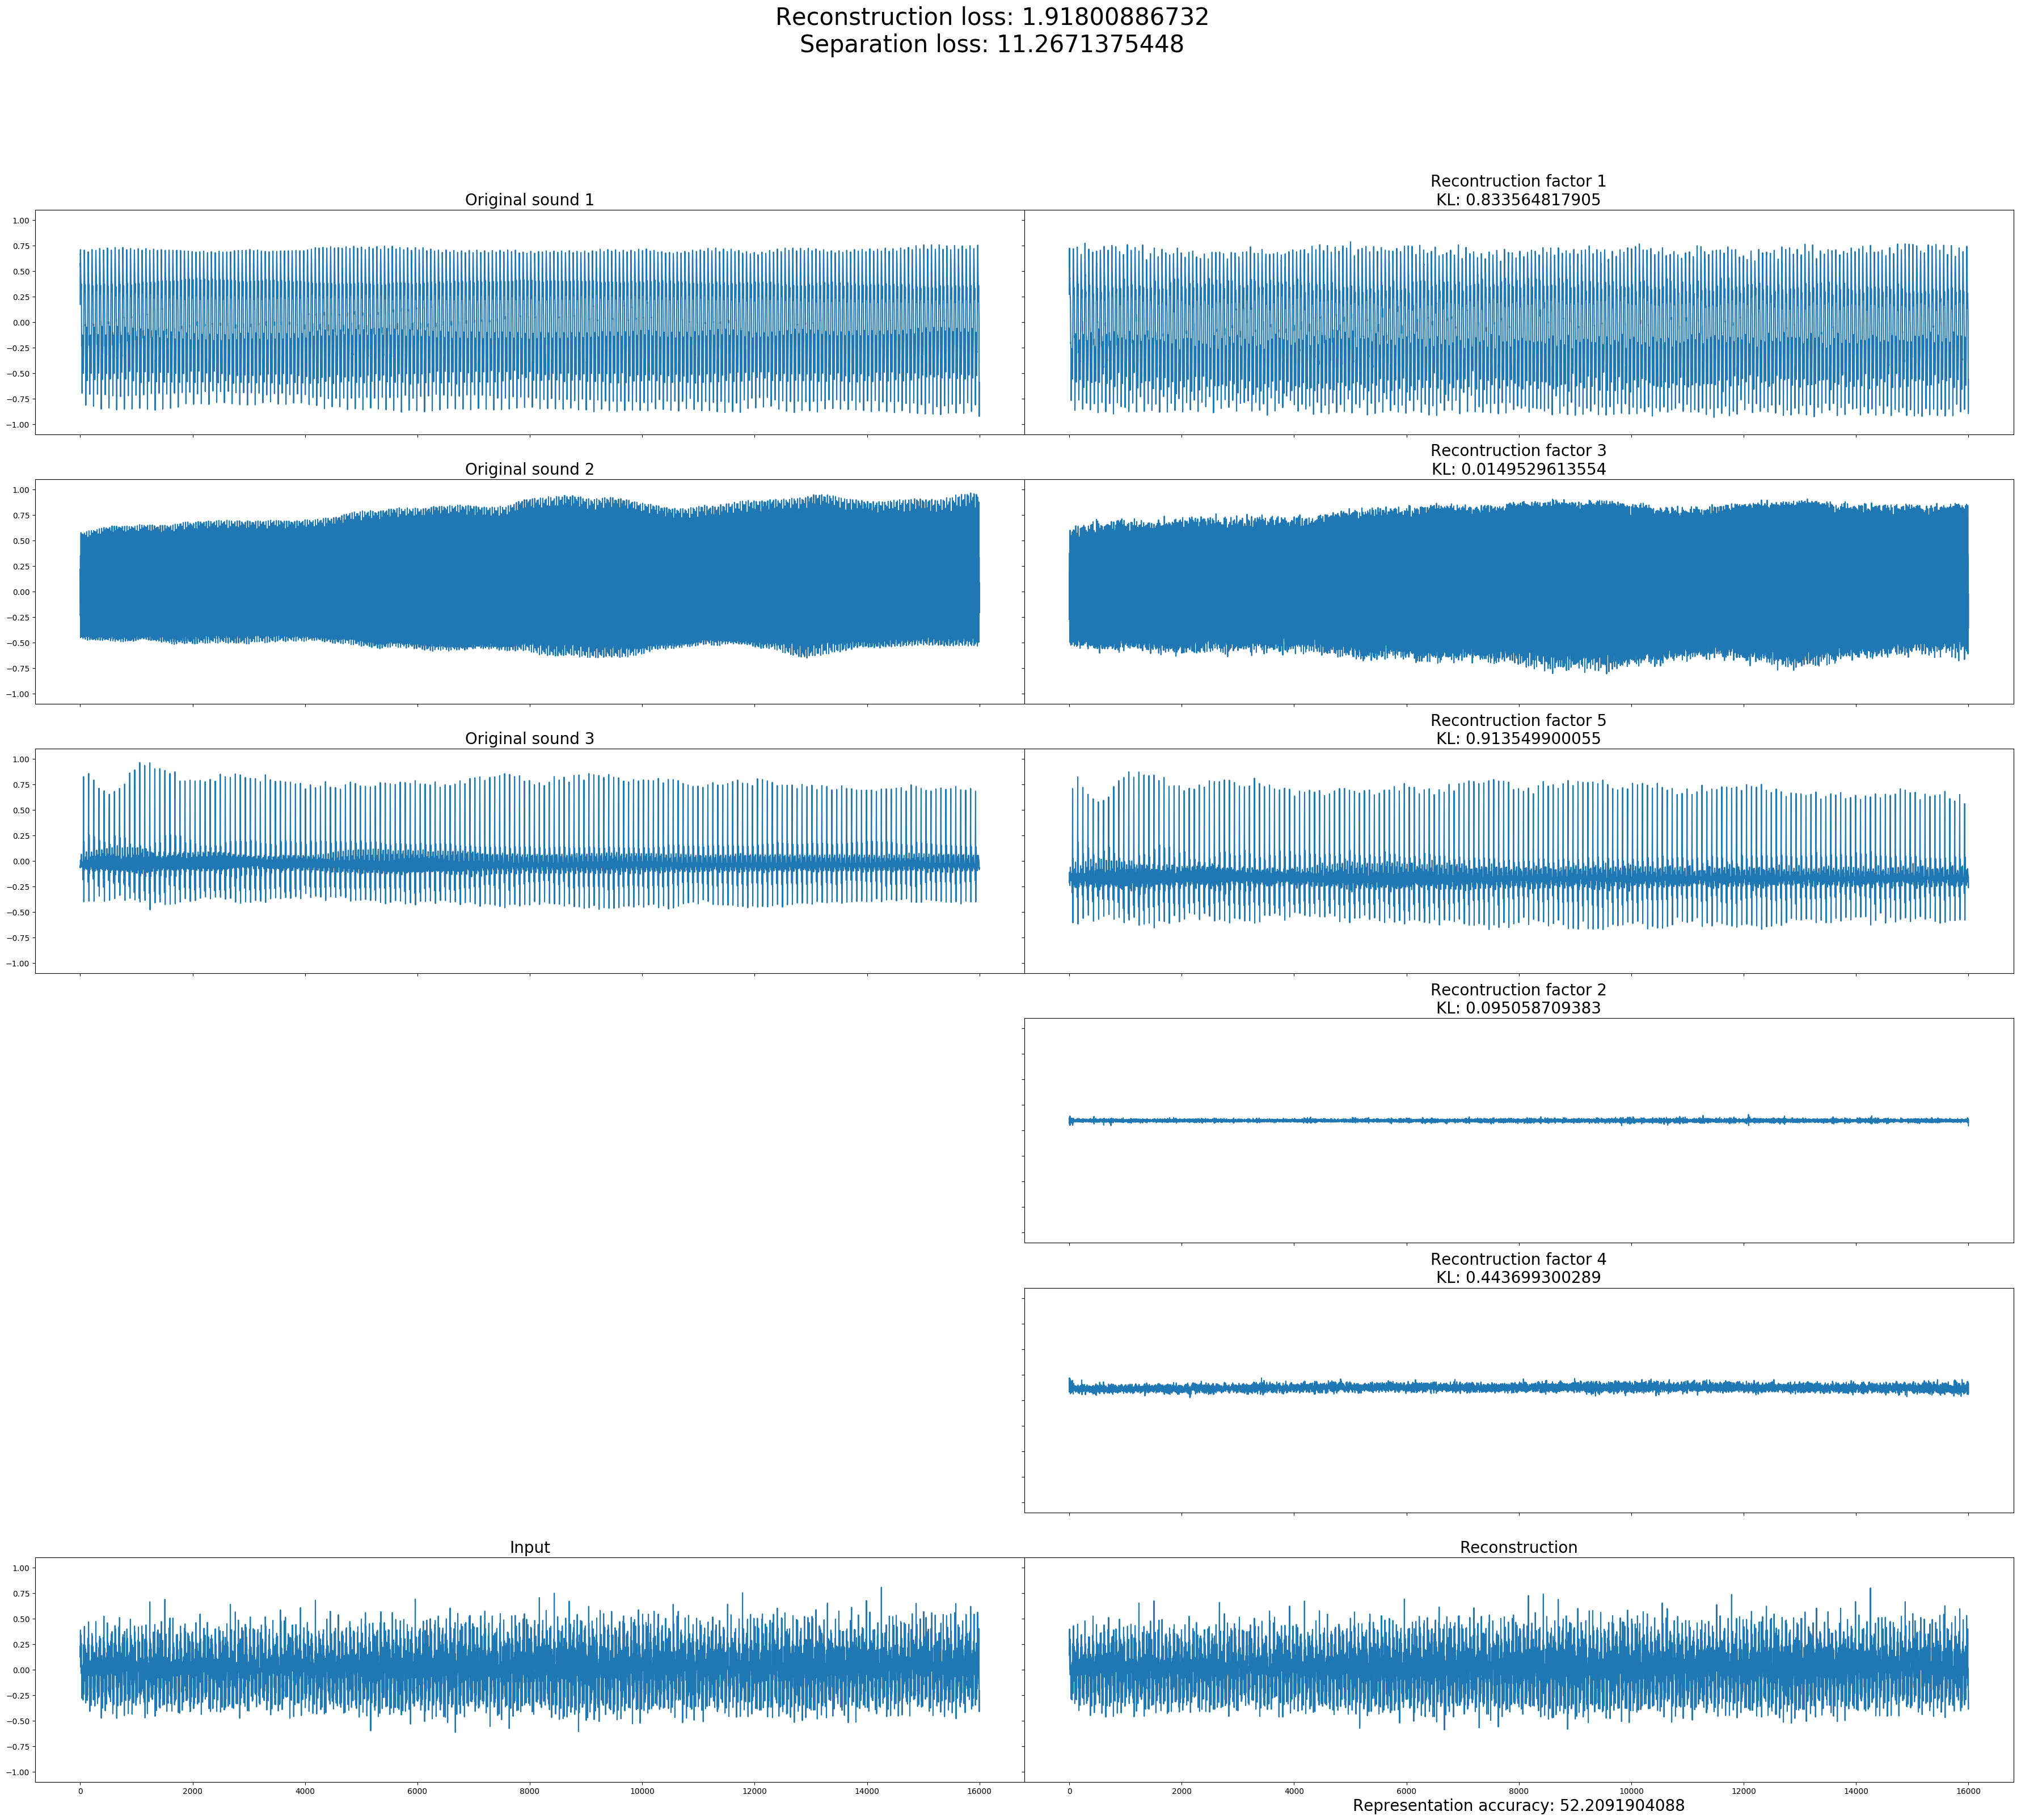 Reconstruction loss: 1.91800886732
Separation loss: 11.2671375448
Original sound 1
Recontruction factor 1
KL: 0.833564817905
1.00
0.75
0.50
0.25
0.00
−0.25
−0.50
−0.75
−1.00
Original sound 2
Recontruction factor 3
KL: 0.0149529613554
1.00
0.75
0.50
0.25
0.00
−0.25
−0.50
−0.75
−1.00
Original sound 3
Recontruction factor 5
KL: 0.913549900055
1.00
0.75
0.50
0.25
0.00
−0.25
−0.50
−0.75
−1.00
Recontruction factor 2
KL: 0.095058709383
Recontruction factor 4
KL: 0.443699300289
Input
Reconstruction
1.00
0.75
0.50
0.25
0.00
−0.25
−0.50
−0.75
−1.00
0 2000 4000 6000 8000 10000 12000 14000 16000
0 2000 4000 6000 8000 10000 12000 14000 16000
Representation accuracy: 52.2091904088